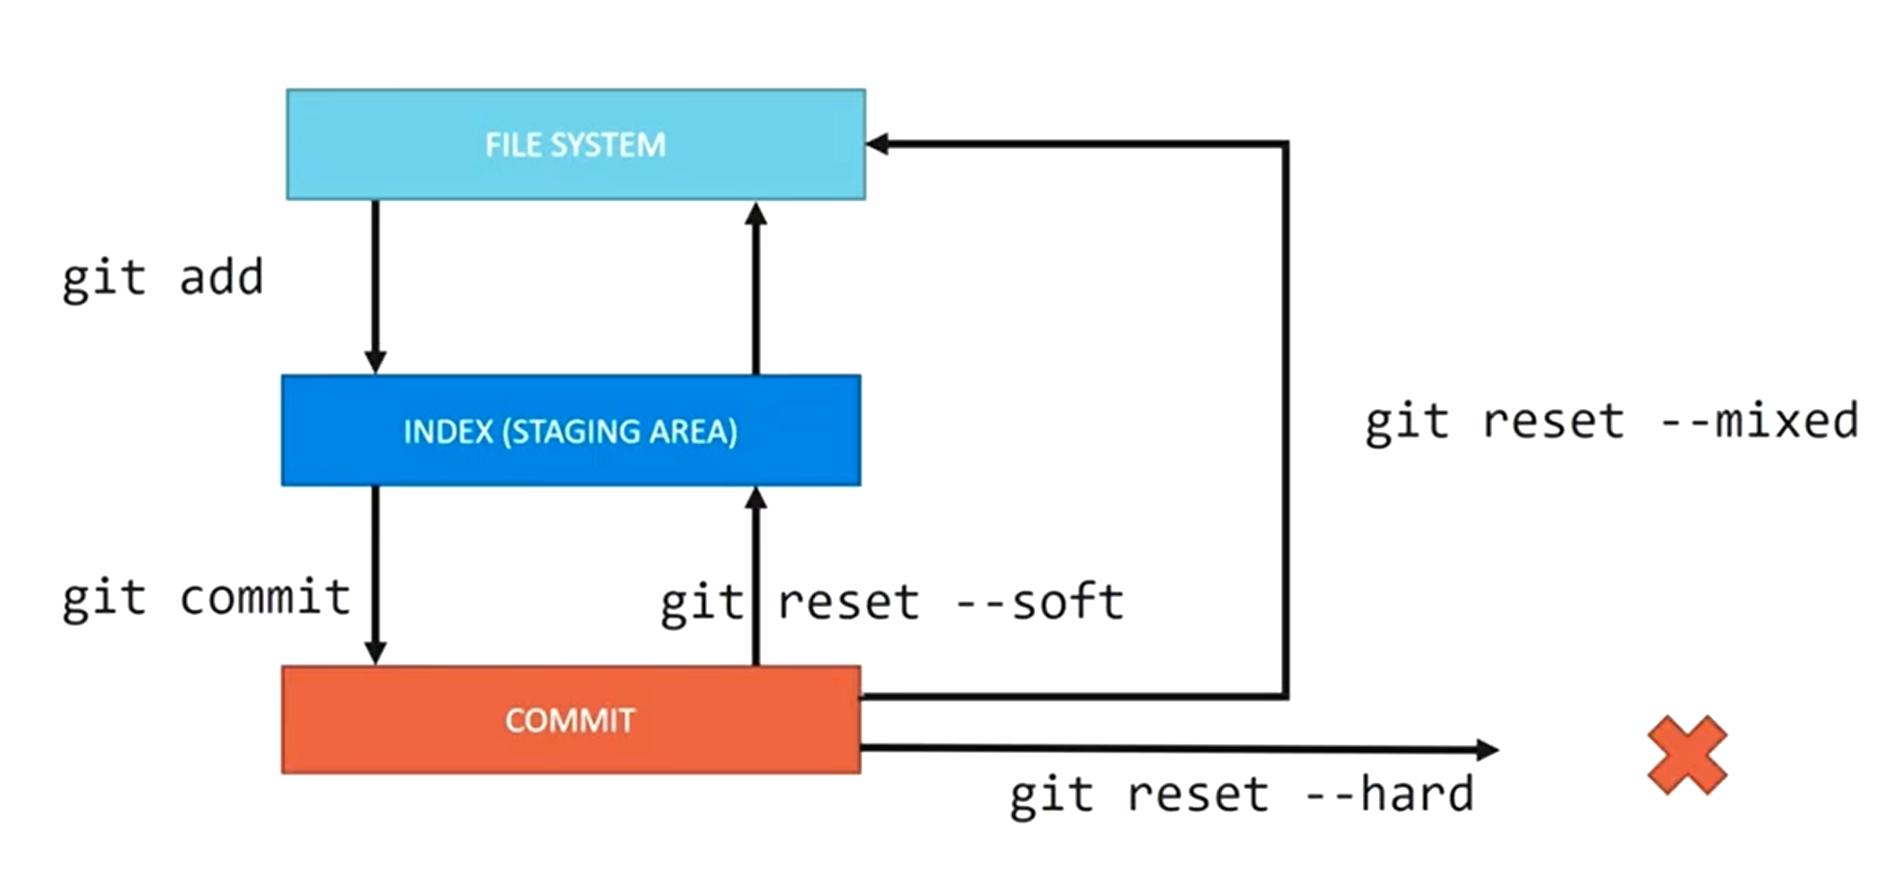 FILE SYSTEM
git add
INDEX (STAGING AREA)
git reset --mixed
git commit
git reset --soft
COMMIT
git reset --hard